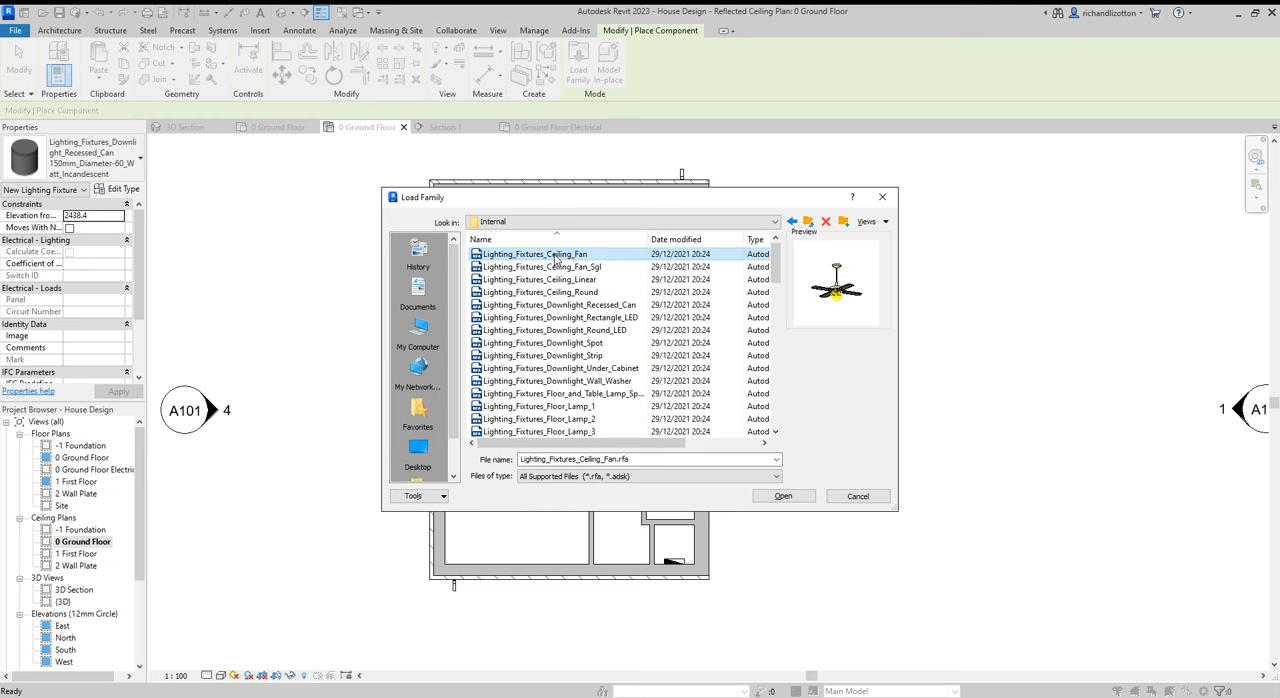 Autodesk Revit 2023 - House Design - Reflected Ceiling Plan: 0 Ground Floor
richandlizotton
File Architecture Structure Steel Precast Systems Insert Annotate Analyze Massing & Site Collaborate View Manage Add-Ins Modify | Place Component
Modify Paste Notch Cut Join Activate Load Family Model In-place
Select Properties Clipboard Geometry Controls Modify View Measure Create Mode
Modify | Place Component
Properties
3D Section 0 Ground Floor 0 Ground Floor Section 1 0 Ground Floor Electrical
Lighting_Fixtures_Downli
ght_Recessed_Can
150mm_Diameter-60_W
att_Incandescent
New Lighting Fixture Edit Type
Constraints
Elevation fro... 2438.4
Moves With N...
Electrical - Lighting
Calculate Coe...
Coefficient of ...
Switch ID
Electrical - Loads
Panel
Circuit Number
Identity Data
Image
Comments
Mark
IFC Parameters
Properties help Apply
Project Browser - House Design
Views (all)
Floor Plans
-1 Foundation
0 Ground Floor
0 Ground Floor Electric
1 First Floor
2 Wall Plate
Site
Ceiling Plans
-1 Foundation
0 Ground Floor
1 First Floor
2 Wall Plate
3D Views
3D Section
{3D}
Elevations (12mm Circle)
East
North
South
West
A101 4
1 A1
Load Family
Look in: Internal Views
Name Date modified Type Preview
Lighting_Fixtures_Ceiling_Fan 29/12/2021 20:24 Autod
Lighting_Fixtures_Ceiling_Fan_Sgl 29/12/2021 20:24 Autod
Lighting_Fixtures_Ceiling_Linear 29/12/2021 20:24 Autod
Lighting_Fixtures_Ceiling_Round 29/12/2021 20:24 Autod
Lighting_Fixtures_Downlight_Recessed_Can 29/12/2021 20:24 Autod
Lighting_Fixtures_Downlight_Rectangle_LED 29/12/2021 20:24 Autod
Lighting_Fixtures_Downlight_Round_LED 29/12/2021 20:24 Autod
Lighting_Fixtures_Downlight_Spot 29/12/2021 20:24 Autod
Lighting_Fixtures_Downlight_Strip 29/12/2021 20:24 Autod
Lighting_Fixtures_Downlight_Under_Cabinet 29/12/2021 20:24 Autod
Lighting_Fixtures_Downlight_Wall_Washer 29/12/2021 20:24 Autod
Lighting_Fixtures_Floor_and_Table_Lamp_Sp... 29/12/2021 20:24 Autod
Lighting_Fixtures_Floor_Lamp_1 29/12/2021 20:24 Autod
Lighting_Fixtures_Floor_Lamp_2 29/12/2021 20:24 Autod
Lighting_Fixtures_Floor_Lamp_3 29/12/2021 20:24 Autod
History
Documents
My Computer
My Network...
Favorites
Desktop
File name: Lighting_Fixtures_Ceiling_Fan.rfa
Files of type: All Supported Files (*.rfa, *.adsk)
Tools Open Cancel
1 : 100
Ready :0 Main Model :0